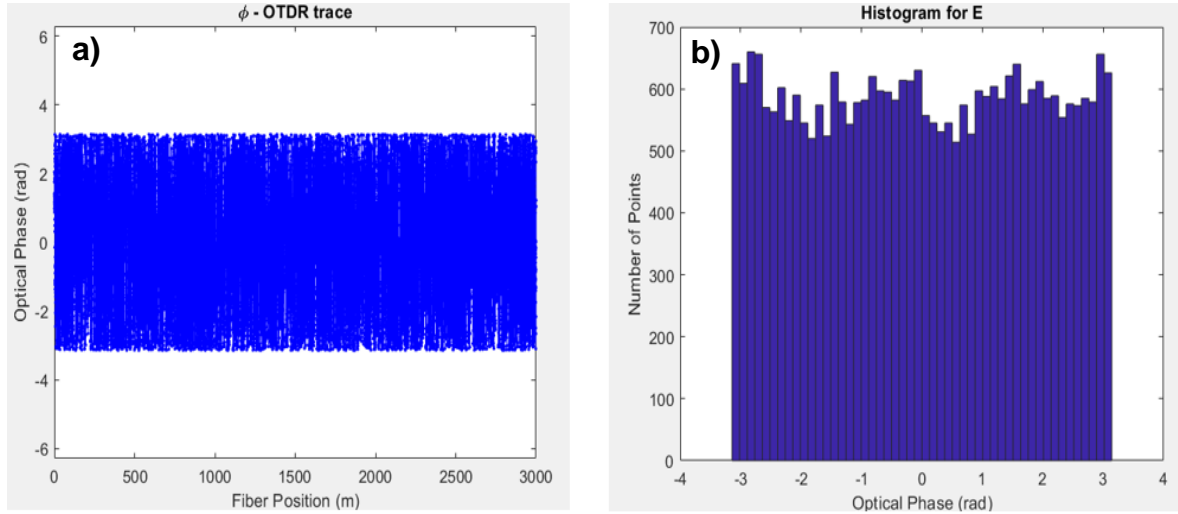 ϕ - OTDR trace
a)
6
4
2
0
-2
-4
-6
Optical Phase (rad)
0 500 1000 1500 2000 2500 3000
Fiber Position (m)
Histogram for E
b)
700
600
500
400
300
200
100
0
Number of Points
-4 -3 -2 -1 0 1 2 3 4
Optical Phase (rad)